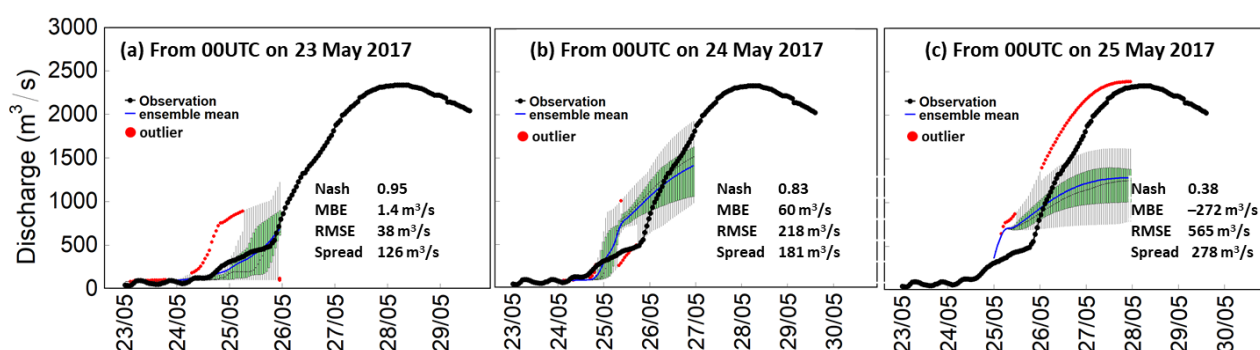 3000
2500
2000
1500
1000
500
0
Discharge (m³/s)
(a) From 00UTC on 23 May 2017
Observation
ensemble mean
outlier
Nash 0.95
MBE 1.4 m³/s
RMSE 38 m³/s
Spread 126 m³/s
23/05
24/05
25/05
26/05
27/05
28/05
29/05
(b) From 00UTC on 24 May 2017
Observation
ensemble mean
outlier
Nash 0.83
MBE 60 m³/s
RMSE 218 m³/s
Spread 181 m³/s
23/05
24/05
25/05
26/05
27/05
28/05
29/05
30/05
(c) From 00UTC on 25 May 2017
Observation
ensemble mean
outlier
Nash 0.38
MBE –272 m³/s
RMSE 565 m³/s
Spread 278 m³/s
23/05
24/05
25/05
26/05
27/05
28/05
29/05
30/05